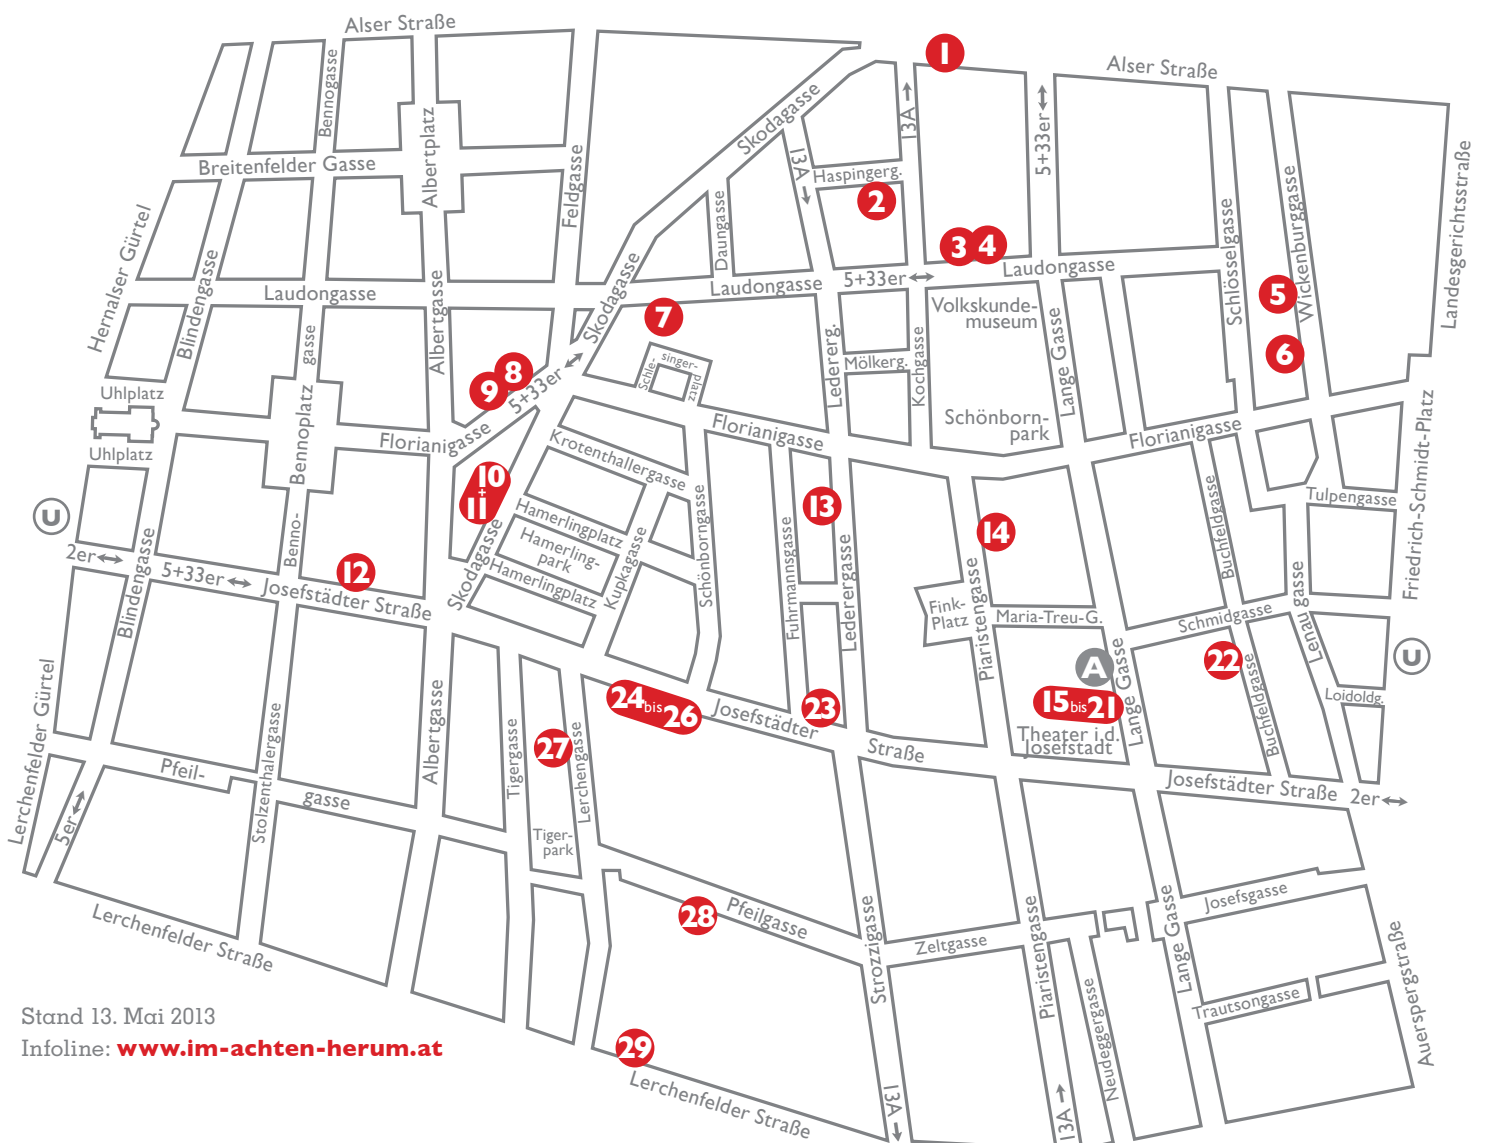 Alser Straße
Alser Straße
1
Bennogasse
Albertplatz
Feldgasse
Skodagasse
13A
13A
5+33er
Breitenfelder Gasse
Haspingerg.
2
Landesgerichtsstraße
Hernalser Gürtel
Blindengasse
Albertgasse
Daungasse
3
4
Schlösselgasse
Wickenburggasse
Laudongasse
Skodagasse
Laudongasse
5+33er
Laudongasse
5
7
Volkskunde-
museum
6
gasse
Schle-
singer-
platz
Ledererg.
Mölkerg.
Kochgasse
Lange Gasse
8
9
5+33er
Uhlplatz
Uhlplatz
Bennoplatz
Florianigasse
Florianigasse
Schönborn-
park
Florianigasse
Friedrich-Schmidt-Platz
Krotenthallergasse
10
+
11
Hamerlingplatz
Hamerling-
park
Hamerlingplatz
Skodagasse
Kupkagasse
Schönborngasse
Fuhrmannsgasse
13
Lederergasse
14
Buchfeldgasse
Tulpengasse
U
2er
Blindengasse
5+33er
Benno-
12
Josefstädter Straße
Fink-
Platz
Piaristengasse
Maria-Treu-G.
Schmidgasse
Lenaugasse
U
A
Lange Gasse
22
Buchfeldgasse
Loidoldg.
15 bis 21
Theater i.d.
Josefstadt
24 bis 26
Josefstädter
23
Straße
Josefstädter Straße
2er
Lerchenfelder Gürtel
Albertgasse
Stolzenthalergasse
Tigergasse
27
Lerchengasse
Pfeil-
gasse
5er
Tiger-
park
Lerchenfelder Straße
28
Pfeilgasse
Strozzigasse
Zeltgasse
Piaristengasse
Neudeggergasse
Lange Gasse
Josefsgasse
Trautsongasse
Auerspergstraße
29
Lerchenfelder Straße
13A
13A
Stand 13. Mai 2013
Infoline: www.im-achten-herum.at